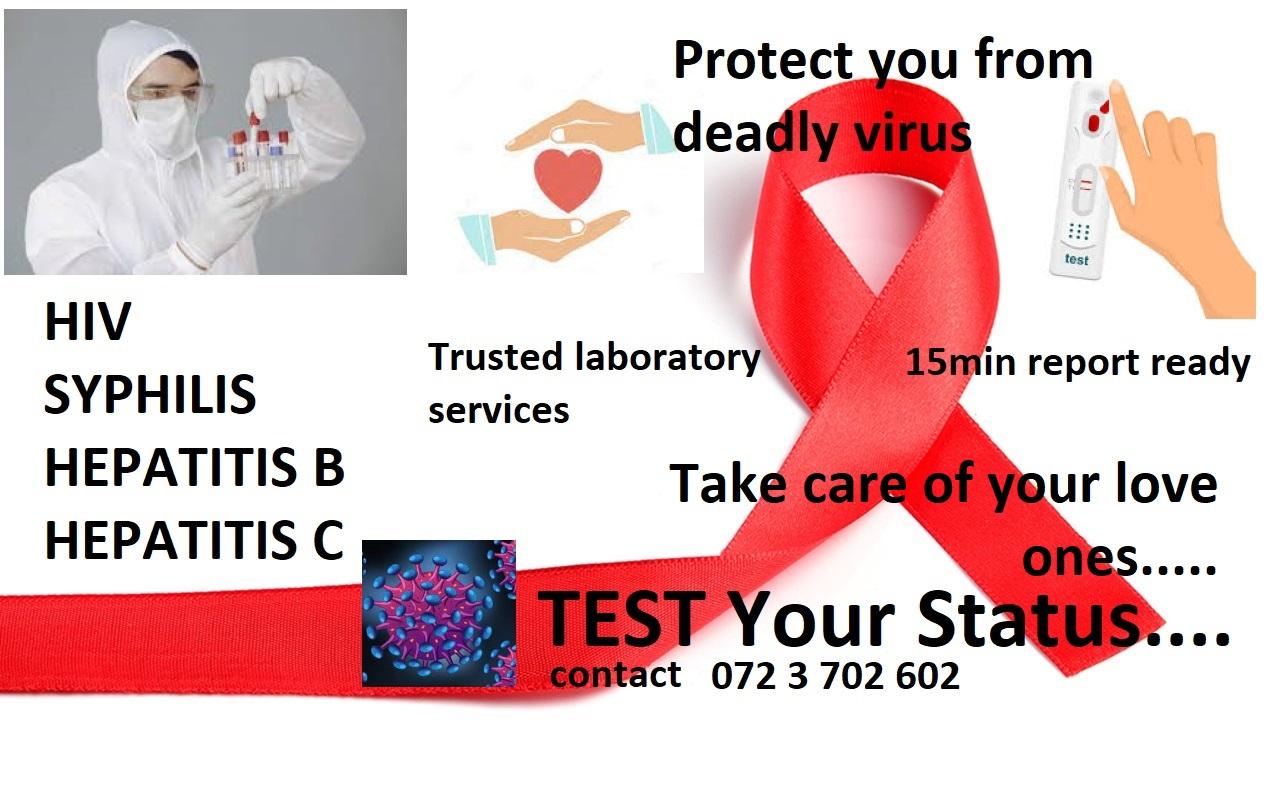 Protect you from
deadly virus
test
HIV
SYPHILIS
HEPATITIS B
HEPATITIS C
Trusted laboratory
services
15min report ready
Take care of your love
ones.....
TEST Your Status....
contact 072 3 702 602